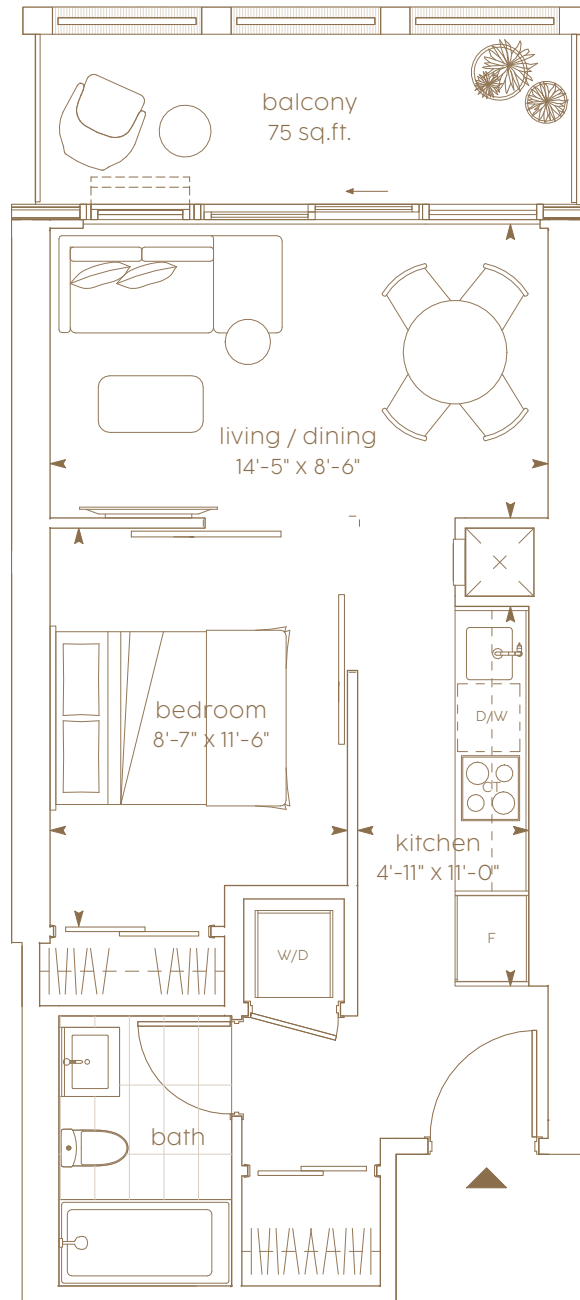 balcony
75 sq.ft.
living / dining
14'-5" x 8'-6"
bedroom
8'-7" x 11'-6"
D/W
CT
kitchen
4'-11" x 11'-0"
F
W/D
bath